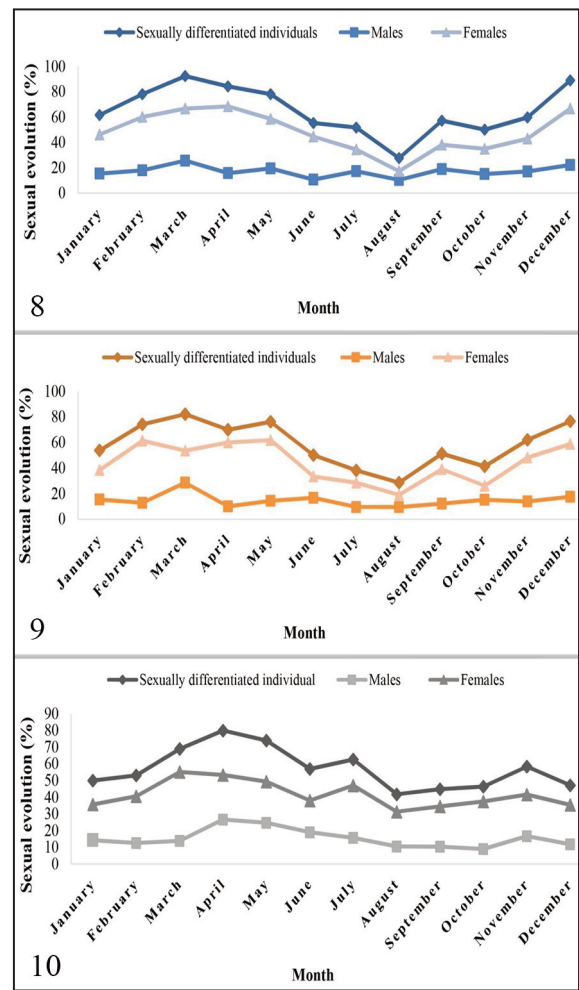 Sexually differentiated individuals Males Females
Sexual evolution (%)
100
80
60
40
20
0
January February March April May June July August September October November December
Month
8
Sexually differentiated individuals Males Females
Sexual evolution (%)
100
80
60
40
20
0
January February March April May June July August September October November December
Month
9
Sexually differentiated individual Males Females
Sexual evolution (%)
90
80
70
60
50
40
30
20
10
0
January February March April May June July August September October November December
Month
10